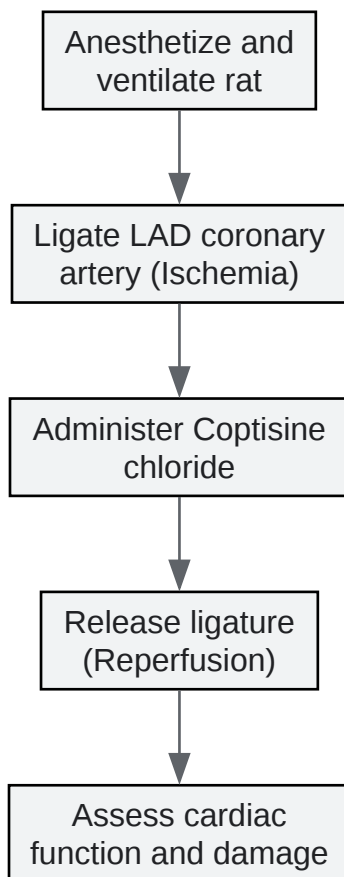 Anesthetize and
ventilate rat
Ligate LAD coronary
artery (Ischemia)
Administer Coptisine
chloride
Release ligature
(Reperfusion)
Assess cardiac
function and damage